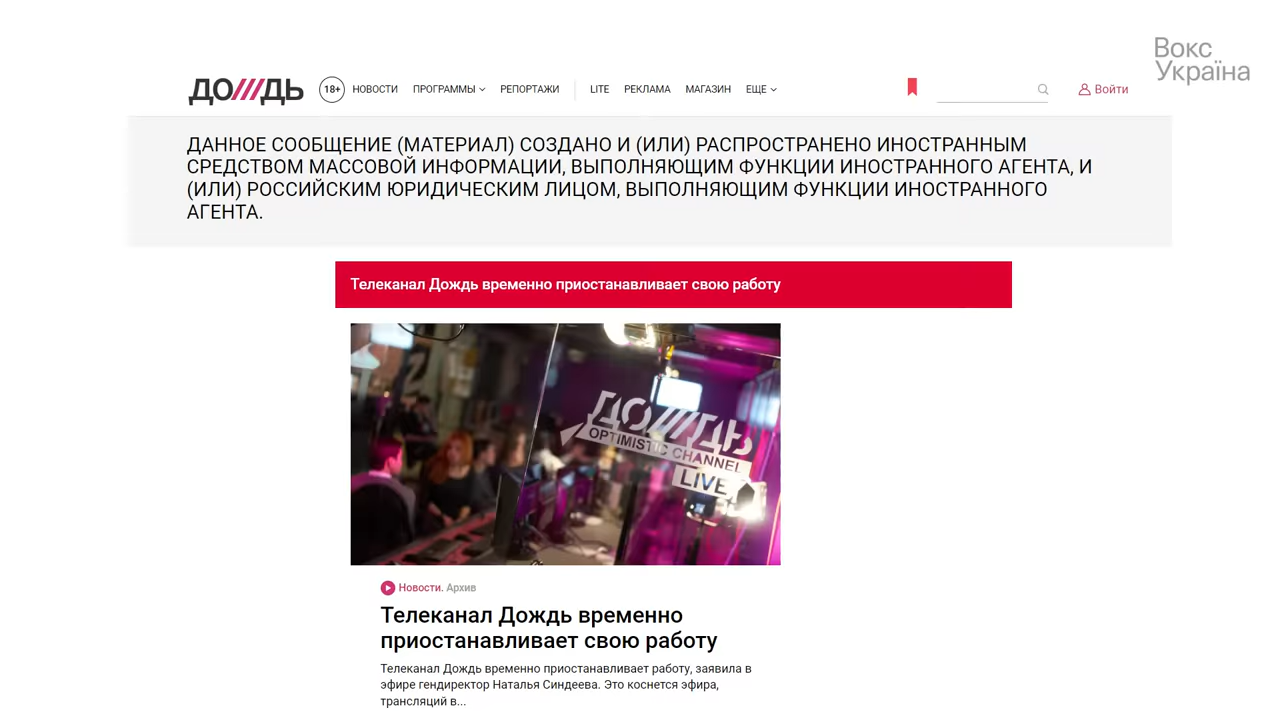 Вокс
Україна
ДОЖДЬ
18+ НОВОСТИ ПРОГРАММЫ РЕПОРТАЖИ LITE РЕКЛАМА МАГАЗИН ЕЩЕ Войти
ДАННОЕ СООБЩЕНИЕ (МАТЕРИАЛ) СОЗДАНО И (ИЛИ) РАСПРОСТРАНЕНО ИНОСТРАННЫМ
СРЕДСТВОМ МАССОВОЙ ИНФОРМАЦИИ, ВЫПОЛНЯЮЩИМ ФУНКЦИИ ИНОСТРАННОГО АГЕНТА, И
(ИЛИ) РОССИЙСКИМ ЮРИДИЧЕСКИМ ЛИЦОМ, ВЫПОЛНЯЮЩИМ ФУНКЦИИ ИНОСТРАННОГО
АГЕНТА.
Телеканал Дождь временно приостанавливает свою работу
ДОЖДЬ
OPTIMISTIC CHANNEL
LIVE
Новости. Архив
Телеканал Дождь временно
приостанавливает свою работу
Телеканал Дождь временно приостанавливает работу, заявила в
эфире гендиректор Наталья Синдеева. Это коснется эфира,
трансляций в...